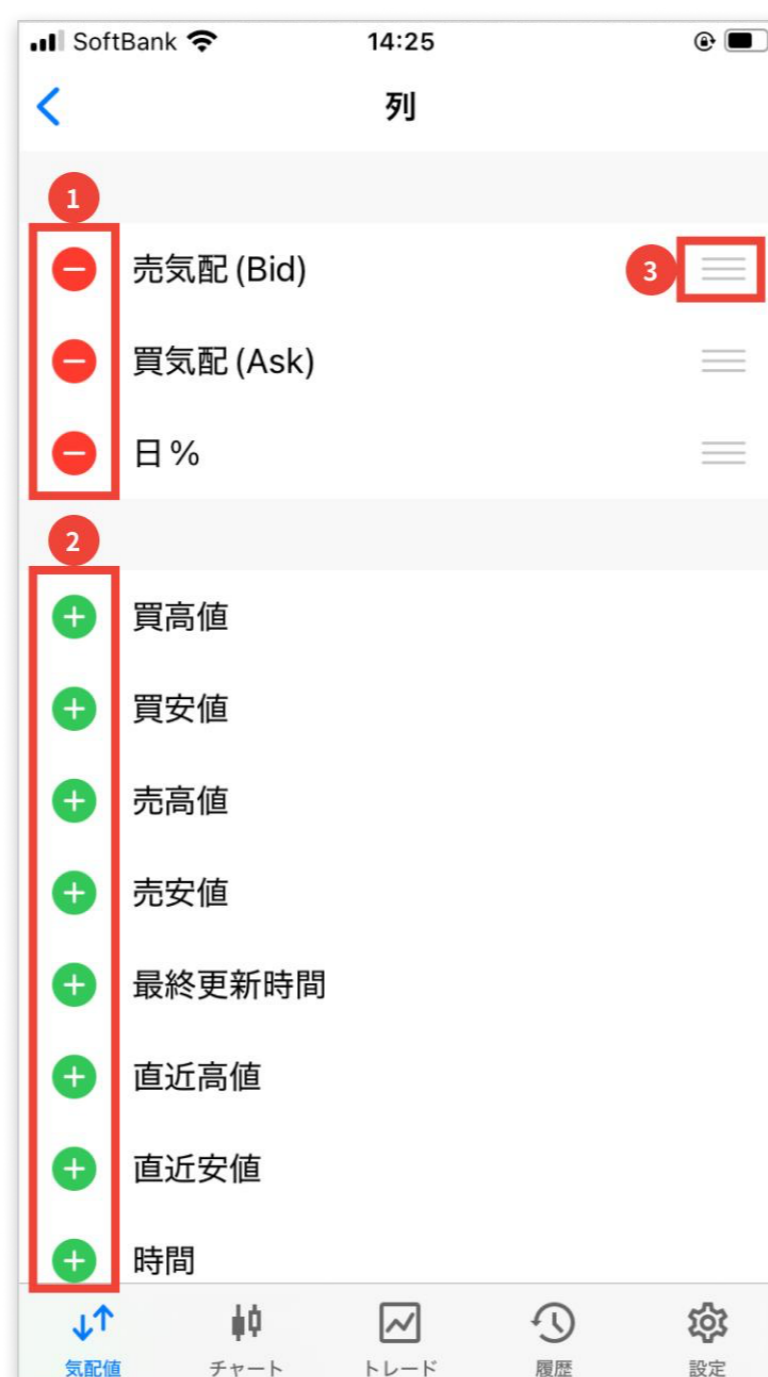 SoftBank 14:25
列
1
売気配 (Bid)
3
買気配 (Ask)
日%
2
買高値
買安値
売高値
売安値
最終更新時間
直近高値
直近安値
時間
気配値 チャート トレード 履歴 設定